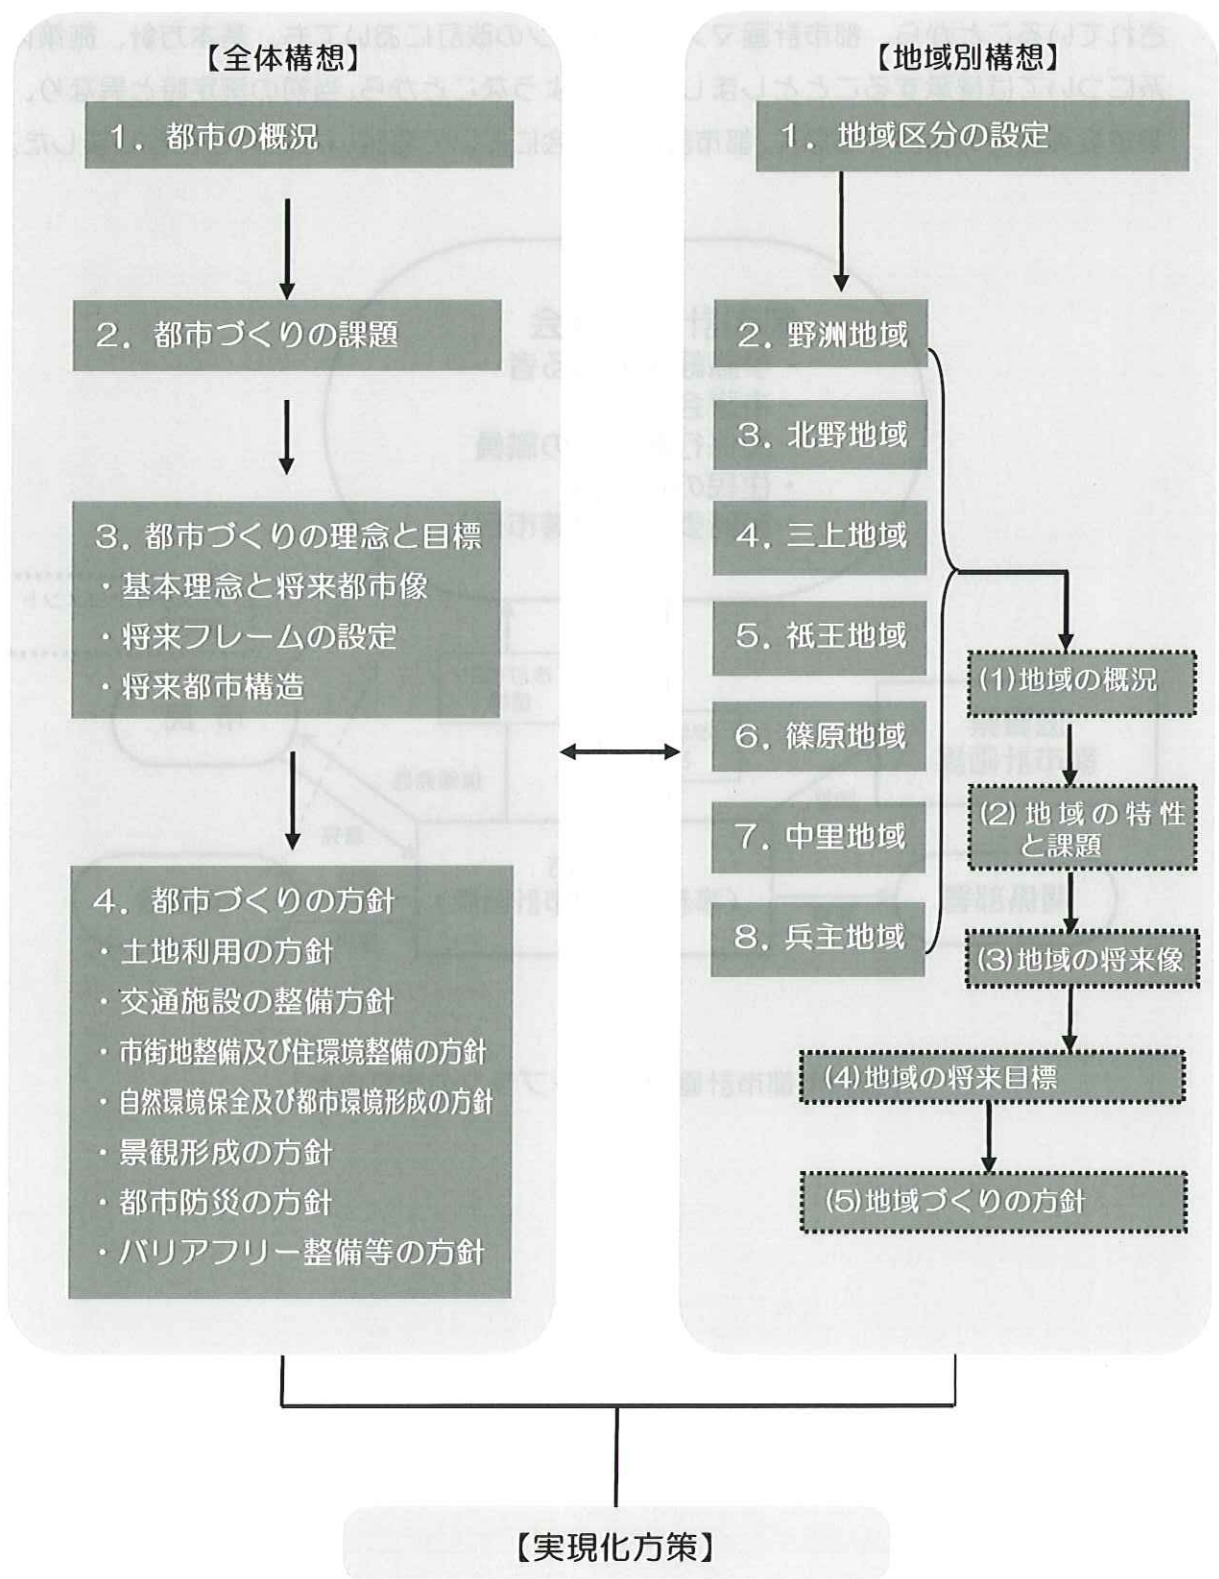 【全体構想】
1. 都市の概況
2. 都市づくりの課題
3. 都市づくりの理念と目標
・基本理念と将来都市像
・将来フレームの設定
・将来都市構造
4. 都市づくりの方針
・土地利用の方針
・交通施設の整備方針
・市街地整備及び住環境整備の方針
・自然環境保全及び都市環境形成の方針
・景観形成の方針
・都市防災の方針
・バリアフリー整備等の方針
【地域別構想】
1. 地域区分の設定
2. 野洲地域
3. 北野地域
4. 三上地域
5. 祇王地域
6. 篠原地域
7. 中里地域
8. 兵主地域
(1)地域の概況
(2)地域の特性
と課題
(3)地域の将来像
(4)地域の将来目標
(5)地域づくりの方針
【実現化方策】